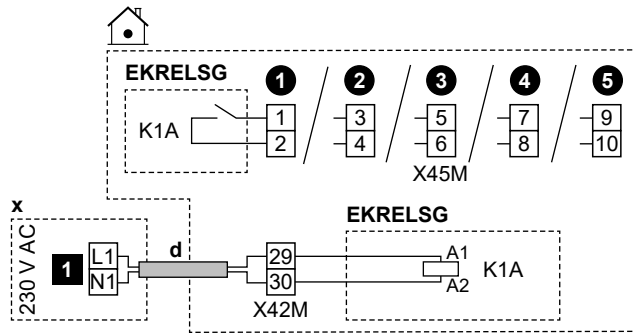 EKRELSG 1 2 3 4 5
K1A 1 3 5 7 9
2 4 6 8 10
X45M
x EKRELSG
230 V AC 1 L1 d 29 A1 K1A
N1 30 A2
X42M